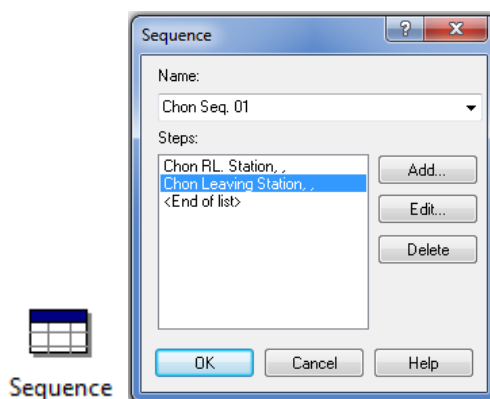 Sequence
Name:
Chon Seq. 01
Steps:
Chon RL. Station, ,
Chon Leaving Station, ,
<End of list>
Add...
Edit...
Delete
OK
Cancel
Help
Sequence